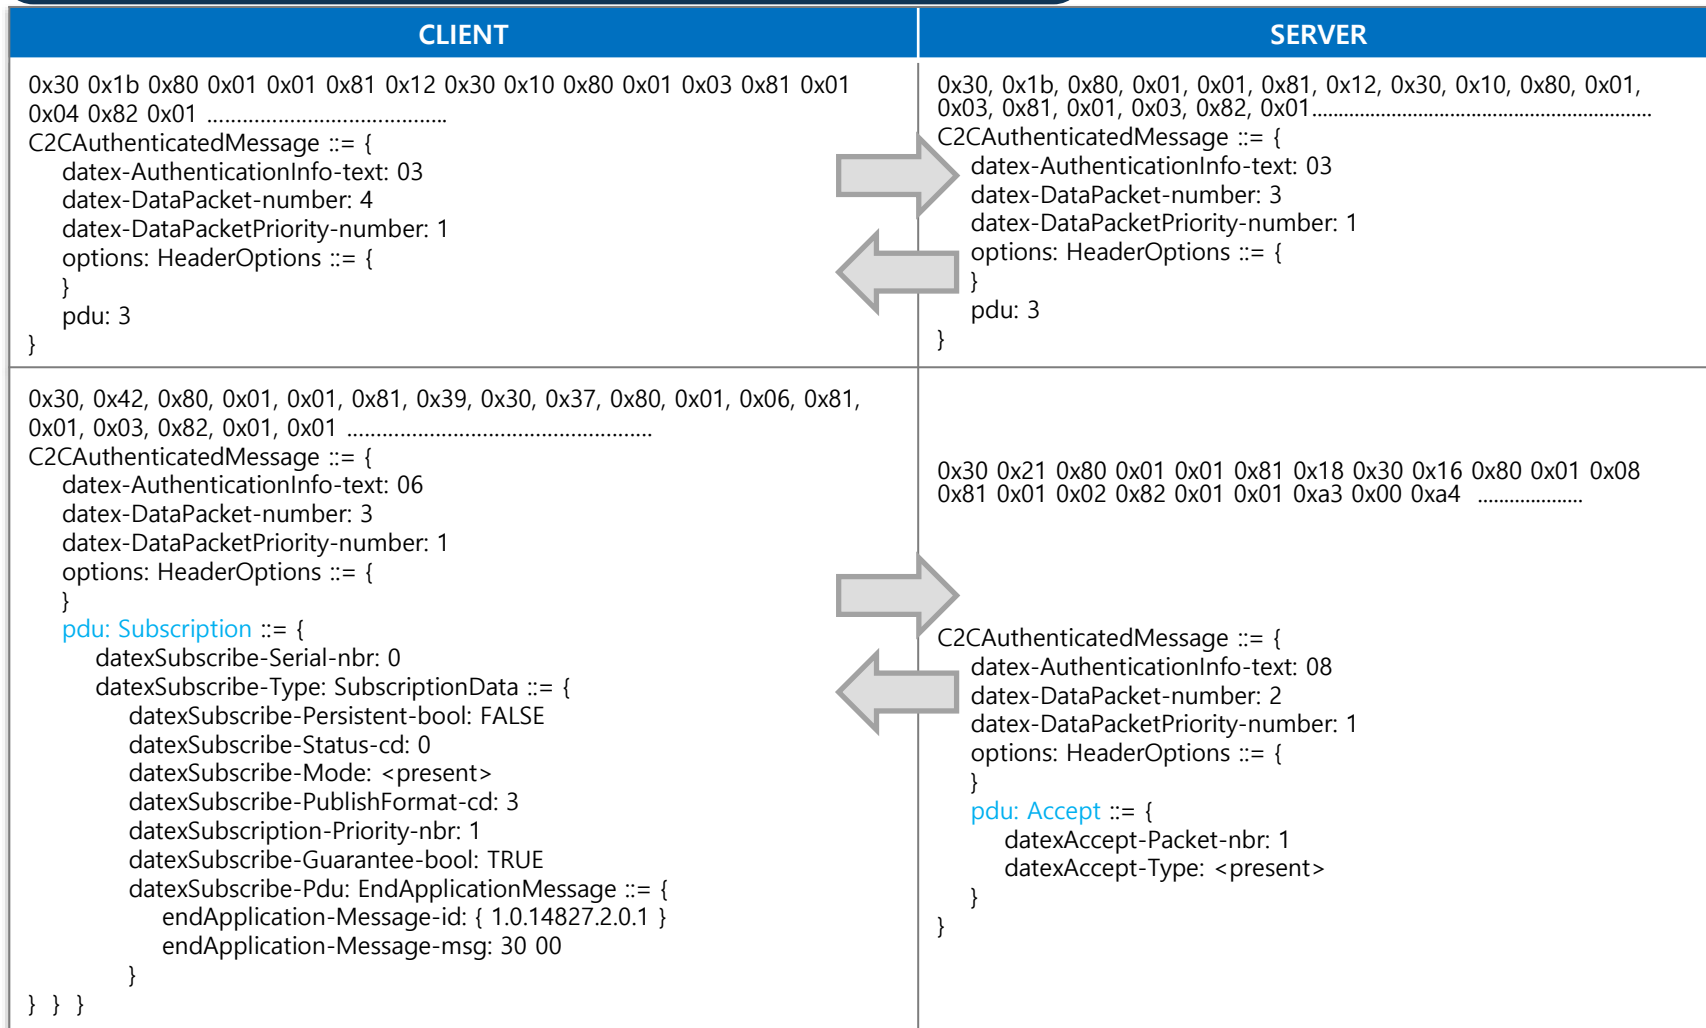 CLIENT
SERVER
0x30 0x1b 0x80 0x01 0x01 0x81 0x12 0x30 0x10 0x80 0x01 0x03 0x81 0x01
0x04 0x82 0x01 ..........................................
C2CAuthenticatedMessage ::= {
datex-AuthenticationInfo-text: 03
datex-DataPacket-number: 4
datex-DataPacketPriority-number: 1
options: HeaderOptions ::= {
}
pdu: 3
}
0x30, 0x1b, 0x80, 0x01, 0x01, 0x81, 0x12, 0x30, 0x10, 0x80, 0x01,
0x03, 0x81, 0x01, 0x03, 0x82, 0x01.................................................................
C2CAuthenticatedMessage ::= {
datex-AuthenticationInfo-text: 03
datex-DataPacket-number: 3
datex-DataPacketPriority-number: 1
options: HeaderOptions ::= {
}
pdu: 3
}
0x30, 0x42, 0x80, 0x01, 0x01, 0x81, 0x39, 0x30, 0x37, 0x80, 0x01, 0x06, 0x81,
0x01, 0x03, 0x82, 0x01, 0x01 ....................................................
C2CAuthenticatedMessage ::= {
datex-AuthenticationInfo-text: 06
datex-DataPacket-number: 3
datex-DataPacketPriority-number: 1
options: HeaderOptions ::= {
}
pdu: Subscription ::= {
datexSubscribe-Serial-nbr: 0
datexSubscribe-Type: SubscriptionData ::= {
datexSubscribe-Persistent-bool: FALSE
datexSubscribe-Status-cd: 0
datexSubscribe-Mode: <present>
datexSubscribe-PublishFormat-cd: 3
datexSubscription-Priority-nbr: 1
datexSubscribe-Guarantee-bool: TRUE
datexSubscribe-Pdu: EndApplicationMessage ::= {
endApplication-Message-id: { 1.0.14827.2.0.1 }
endApplication-Message-msg: 30 00
}
} } }
0x30 0x21 0x80 0x01 0x01 0x81 0x18 0x30 0x16 0x80 0x01 0x08
0x81 0x01 0x02 0x82 0x01 0x01 0xa3 0x00 0xa4 ....................
C2CAuthenticatedMessage ::= {
datex-AuthenticationInfo-text: 08
datex-DataPacket-number: 2
datex-DataPacketPriority-number: 1
options: HeaderOptions ::= {
}
pdu: Accept ::= {
datexAccept-Packet-nbr: 1
datexAccept-Type: <present>
}
}